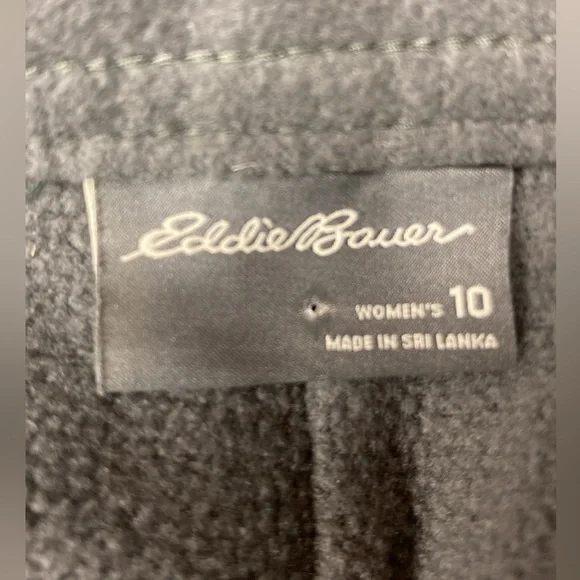 Eddie Bauer
WOMEN'S 10
MADE IN SRI LANKA